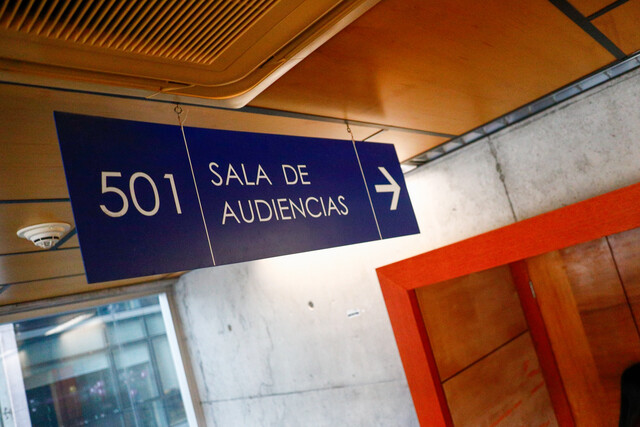 501
SALA DE
AUDIENCIAS